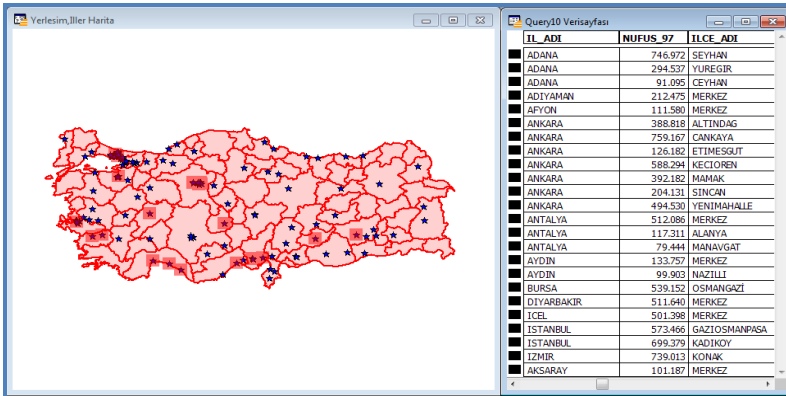 Yerlesim,Iller Harita
Query10 Verisayfası
IL_ADI NUFUS_97 ILCE_ADI
ADANA 746.972 SEYHAN
ADANA 294.537 YUREGIR
ADANA 91.095 CEYHAN
ADIYAMAN 212.475 MERKEZ
AFYON 111.580 MERKEZ
ANKARA 388.818 ALTINDAG
ANKARA 759.167 CANKAYA
ANKARA 126.182 ETIMESGUT
ANKARA 588.294 KECIOREN
ANKARA 392.182 MAMAK
ANKARA 204.131 SINCAN
ANKARA 494.530 YENIMAHALLE
ANTALYA 512.086 MERKEZ
ANTALYA 117.311 ALANYA
ANTALYA 79.444 MANAVGAT
AYDIN 133.757 MERKEZ
AYDIN 99.903 NAZILLI
BURSA 539.152 OSMANGAZİ
DIYARBAKIR 511.640 MERKEZ
ICEL 501.398 MERKEZ
ISTANBUL 573.466 GAZIOSMANPASA
ISTANBUL 699.379 KADIKOY
IZMIR 739.013 KONAK
AKSARAY 101.187 MERKEZ